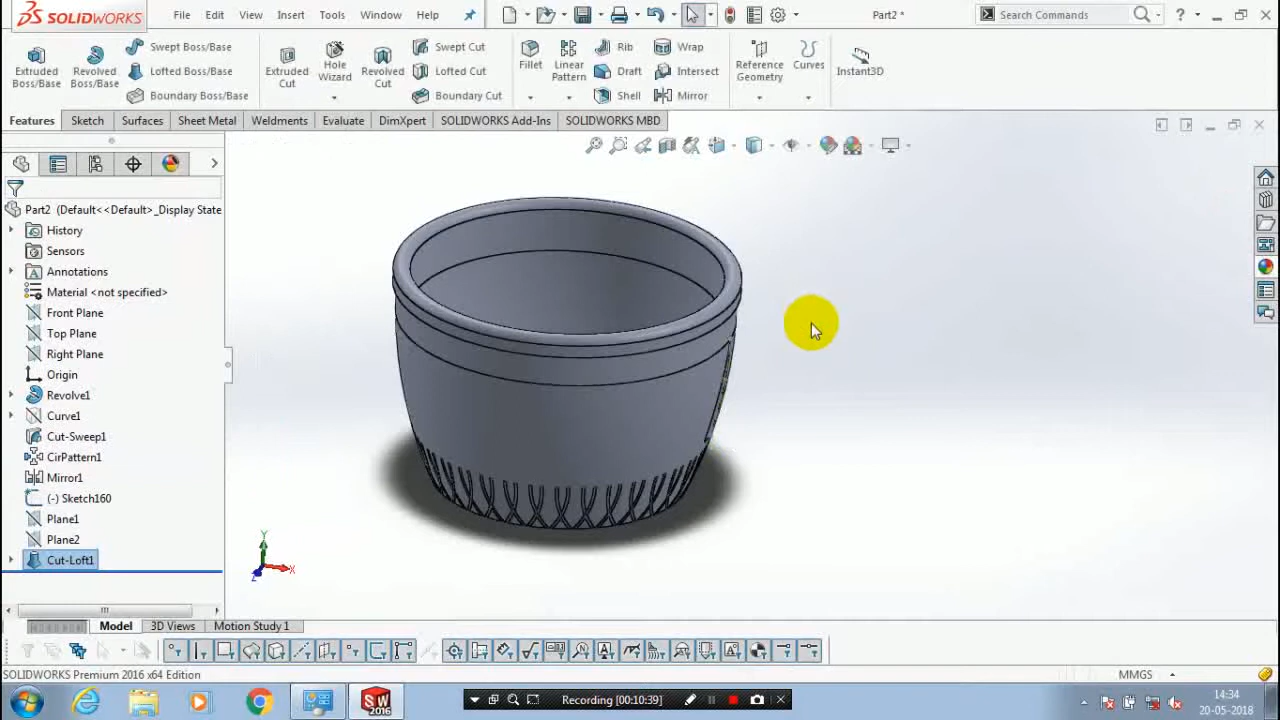 SOLIDWORKS File Edit View Insert Tools Window Help Part2 * Search Commands ?
Extruded Boss/Base
Revolved Boss/Base
Swept Boss/Base
Lofted Boss/Base
Boundary Boss/Base
Extruded Cut
Hole Wizard
Revolved Cut
Swept Cut
Lofted Cut
Boundary Cut
Fillet
Linear Pattern
Rib
Draft
Shell
Wrap
Intersect
Mirror
Reference Geometry
Curves
Instant3D
Features Sketch Surfaces Sheet Metal Weldments Evaluate DimXpert SOLIDWORKS Add-Ins SOLIDWORKS MBD
Part2 (Default<<Default>_Display State
History
Sensors
Annotations
Material <not specified>
Front Plane
Top Plane
Right Plane
Origin
Revolve1
Curve1
Cut-Sweep1
CirPattern1
Mirror1
(-) Sketch160
Plane1
Plane2
Cut-Loft1
Y
X
Z
Model 3D Views Motion Study 1
SOLIDWORKS Premium 2016 x64 Edition MMGS
SW 2016
Recording [00:10:39]
14:34
20-05-2018